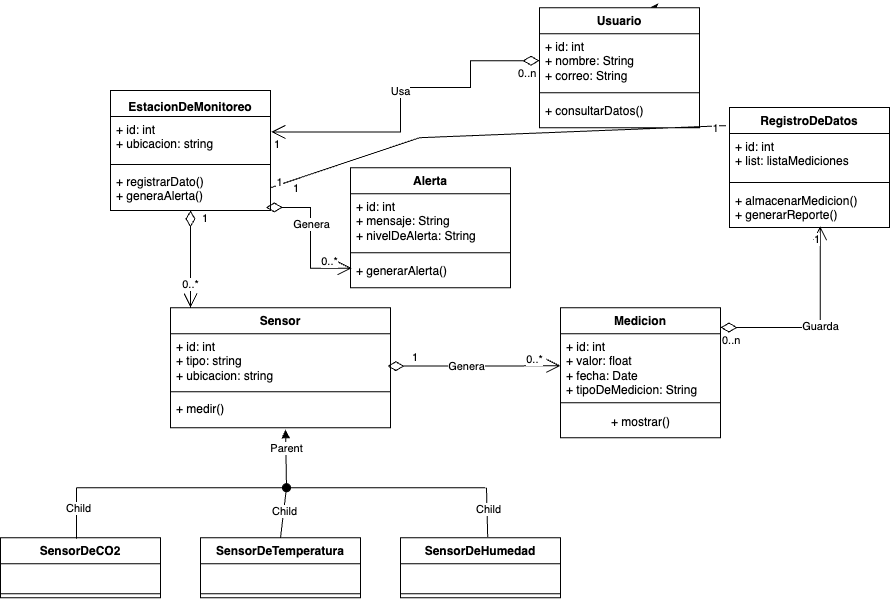 Usuario
+ id: int
+ nombre: String
+ correo: String
+ consultarDatos()
0..n
Usa
1
EstacionDeMonitoreo
+ id: int
+ ubicacion: string
+ registrarDato()
+ generaAlerta()
1
1
RegistroDeDatos
+ id: int
+ list: listaMediciones
+ almacenarMedicion()
+ generarReporte()
1
Alerta
+ id: int
+ mensaje: String
+ nivelDeAlerta: String
+ generarAlerta()
1
Genera
0..*
1
0..*
Sensor
+ id: int
+ tipo: string
+ ubicacion: string
+ medir()
1
Genera
0..*
Medicion
+ id: int
+ valor: float
+ fecha: Date
+ tipoDeMedicion: String
+ mostrar()
0..n
Guarda
Parent
Child
Child
Child
SensorDeCO2
SensorDeTemperatura
SensorDeHumedad